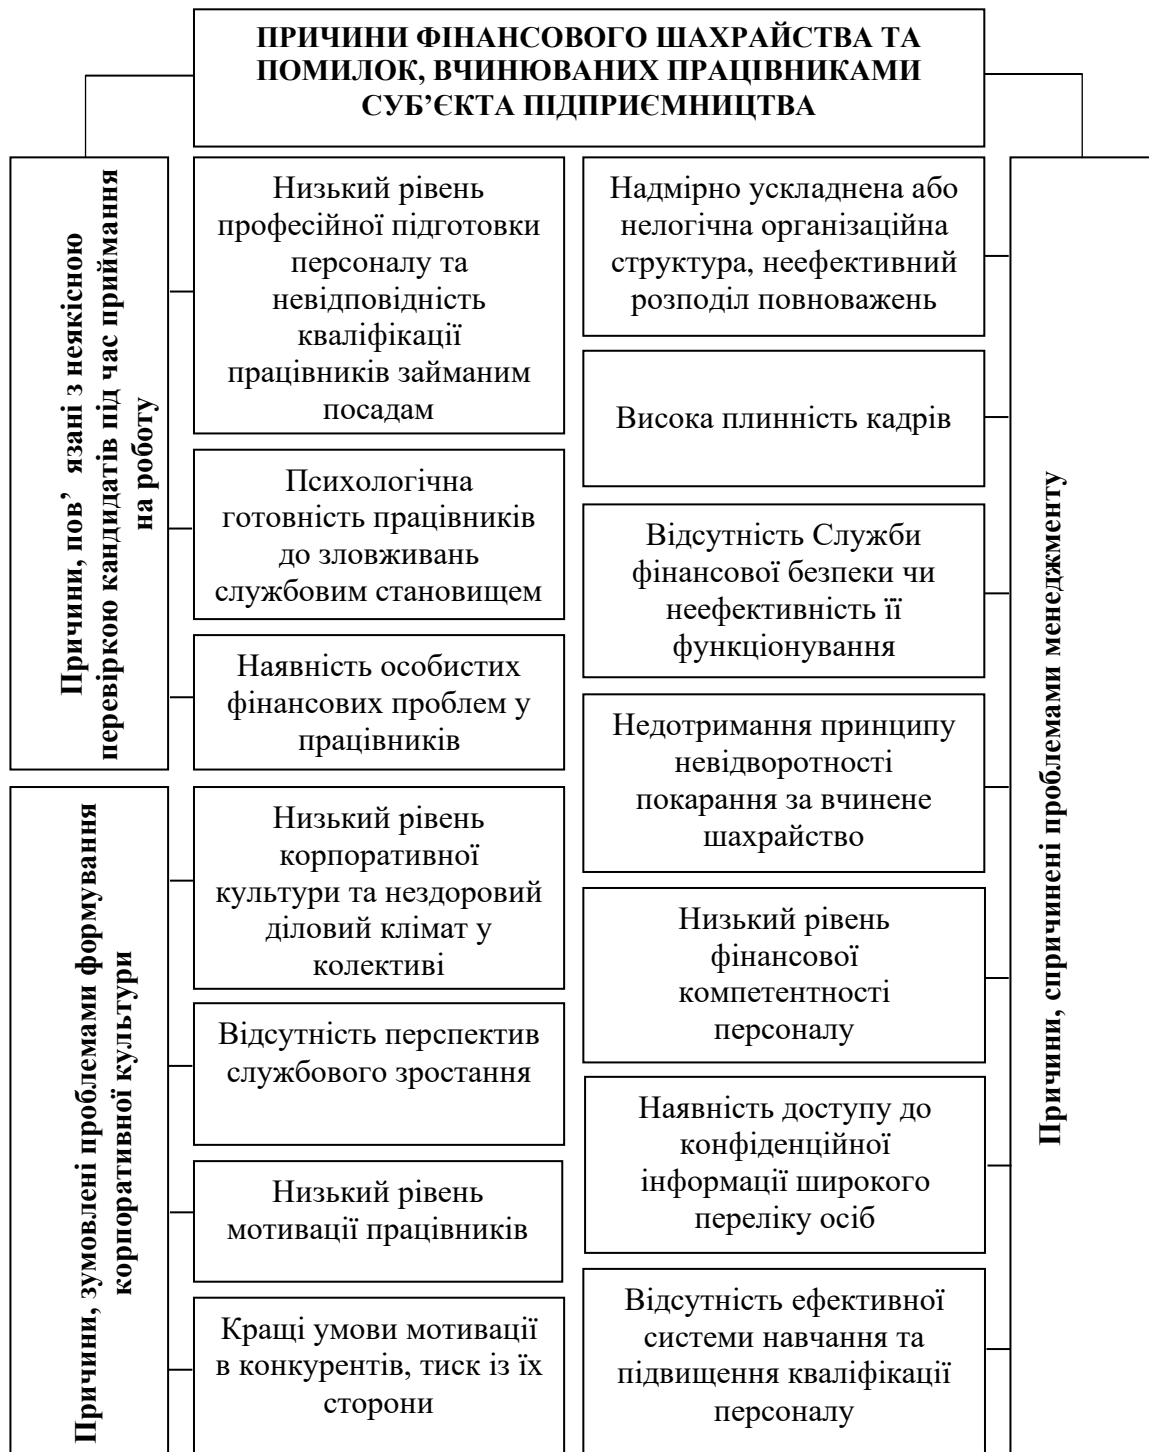 ПРИЧИНИ ФІНАНСОВОГО ШАХРАЙСТВА ТА
ПОМИЛОК, ВЧИНЮВАНИХ ПРАЦІВНИКАМИ
СУБ’ЄКТА ПІДПРИЄМНИЦТВА
Причини, пов’ язані з неякісною
перевіркою кандидатів під час приймання
на роботу
Низький рівень
професійної підготовки
персоналу та
невідповідність
кваліфікації
працівників займаним
посадам
Психологічна
готовність працівників
до зловживань
службовим становищем
Наявність особистих
фінансових проблем у
працівників
Причини, зумовлені проблемами формування
корпоративної культури
Низький рівень
корпоративної
культури та нездоровий
діловий клімат у
колективі
Відсутність перспектив
службового зростання
Низький рівень
мотивації працівників
Кращі умови мотивації
в конкурентів, тиск із їх
сторони
Надмірно ускладнена або
нелогічна організаційна
структура, неефективний
розподіл повноважень
Висока плинність кадрів
Відсутність Служби
фінансової безпеки чи
неефективність її
функціонування
Недотримання принципу
невідворотності
покарання за вчинене
шахрайство
Низький рівень
фінансової
компетентності
персоналу
Наявність доступу до
конфіденційної
інформації широкого
переліку осіб
Відсутність ефективної
системи навчання та
підвищення кваліфікації
персоналу
Причини, спричинені проблемами менеджменту